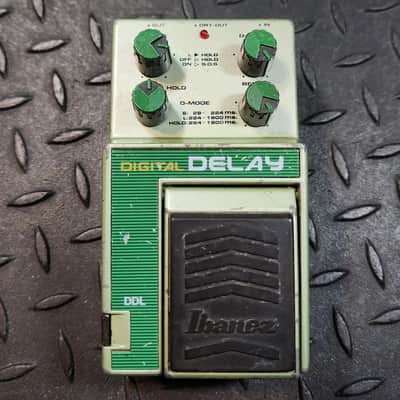 OUT DRY-OUT IN
L ▶ HOLD
OFF ▷ HOLD
ON ▷ S.O.S
HOLD
D-MODE
S: 28 - 224 ms.
L: 224 - 1800 ms.
HOLD: 224 - 1800 ms.
DIGITAL DELAY
DDL
Ibanez